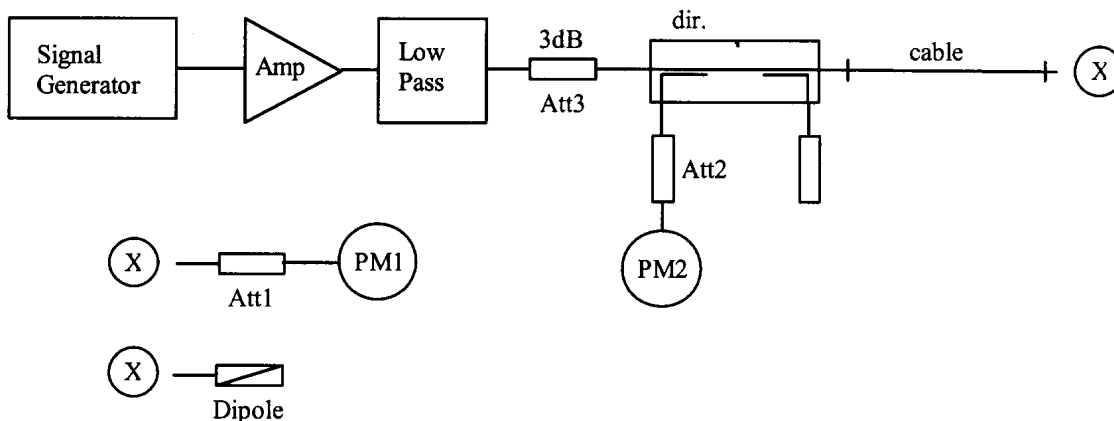 Signal
Generator
Amp
Low
Pass
3dB
Att3
dir.
cable
X
Att2
PM2
X
Att1
PM1
X
Dipole